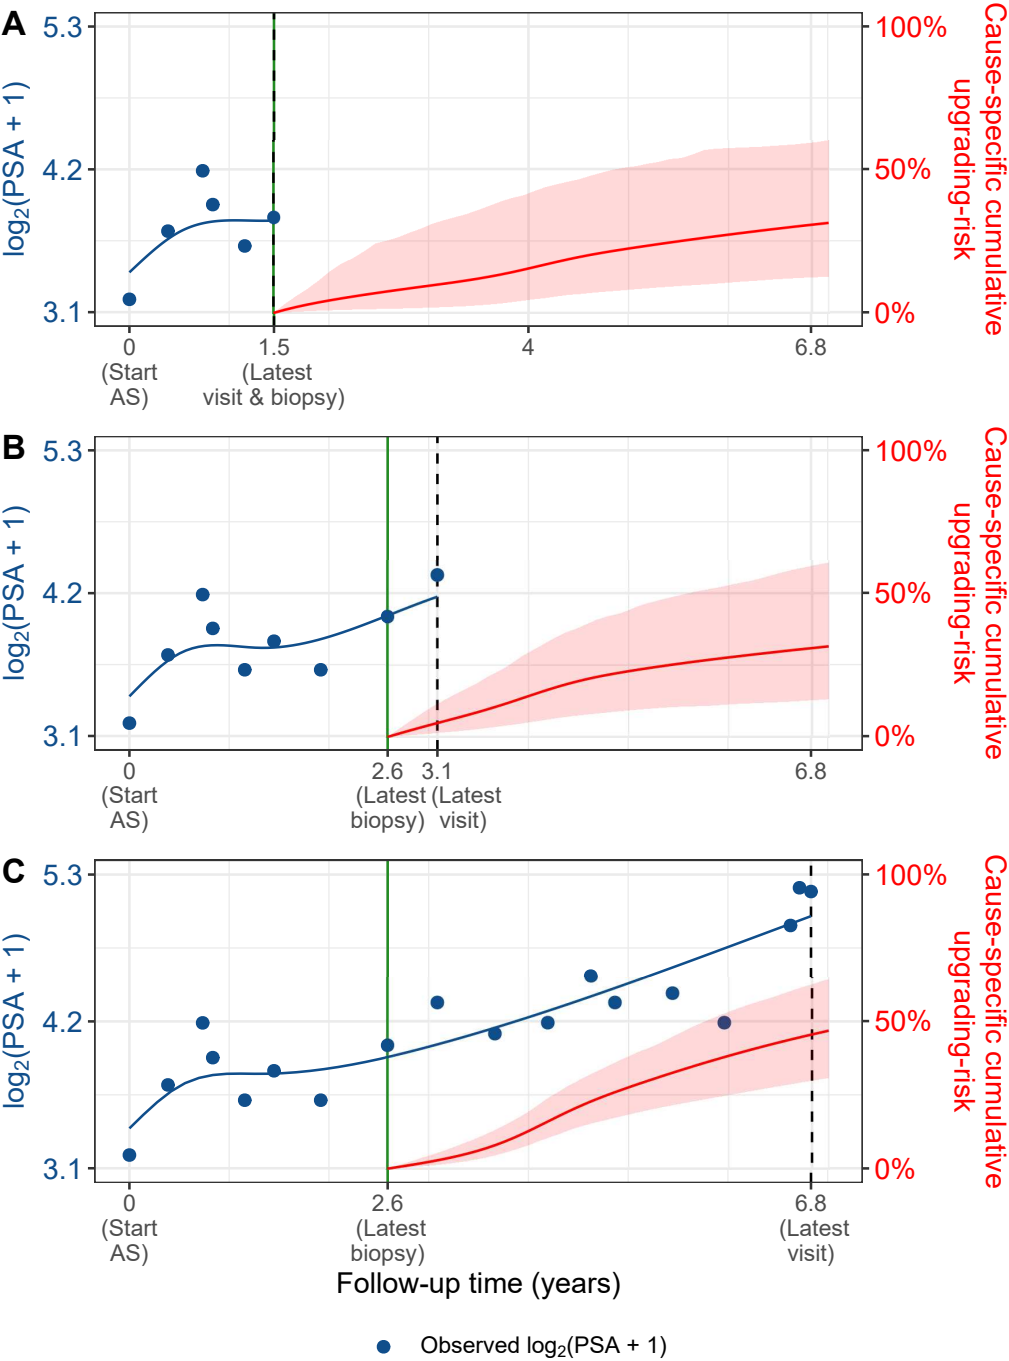 A
5.3
4.2
3.1
log₂(PSA + 1)
100%
50%
0%
Cause-specific cumulative
upgrading-risk
0
(Start
AS)
1.5
(Latest
visit & biopsy)
4
6.8
B
5.3
4.2
3.1
log₂(PSA + 1)
100%
50%
0%
Cause-specific cumulative
upgrading-risk
0
(Start
AS)
2.6
(Latest
biopsy)
3.1
(Latest
visit)
6.8
C
5.3
4.2
3.1
log₂(PSA + 1)
100%
50%
0%
Cause-specific cumulative
upgrading-risk
0
(Start
AS)
2.6
(Latest
biopsy)
6.8
(Latest
visit)
Follow-up time (years)
Observed log₂(PSA + 1)